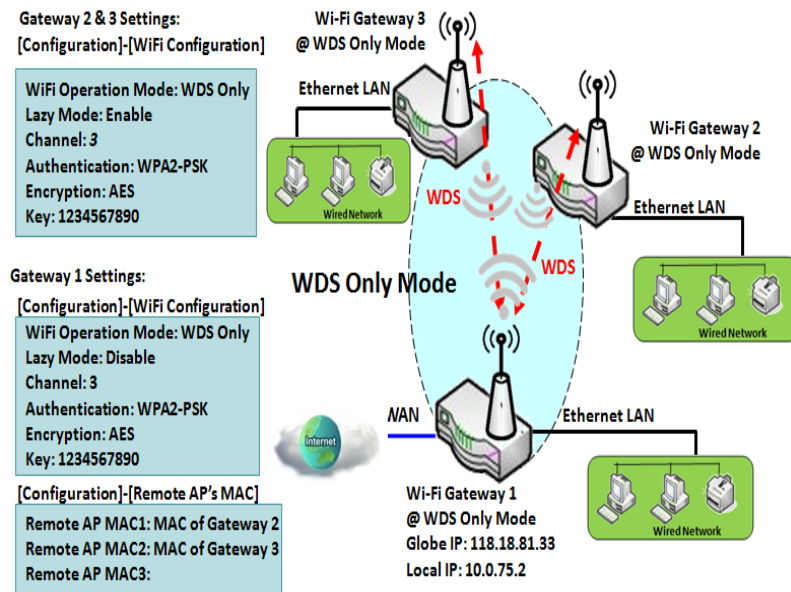 Gateway 2 & 3 Settings:
[Configuration]-[WiFi Configuration]
WiFi Operation Mode: WDS Only
Lazy Mode: Enable
Channel: 3
Authentication: WPA2-PSK
Encryption: AES
Key: 1234567890
Wi-Fi Gateway 3
@ WDS Only Mode
Ethernet LAN
Wired Network
Wi-Fi Gateway 2
@ WDS Only Mode
Ethernet LAN
Wired Network
WDS
WDS
WDS Only Mode
Gateway 1 Settings:
[Configuration]-[WiFi Configuration]
WiFi Operation Mode: WDS Only
Lazy Mode: Disable
Channel: 3
Authentication: WPA2-PSK
Encryption: AES
Key: 1234567890
[Configuration]-[Remote AP's MAC]
Remote AP MAC1: MAC of Gateway 2
Remote AP MAC2: MAC of Gateway 3
Remote AP MAC3:
Internet
WAN
Ethernet LAN
Wired Network
Wi-Fi Gateway 1
@ WDS Only Mode
Globe IP: 118.18.81.33
Local IP: 10.0.75.2